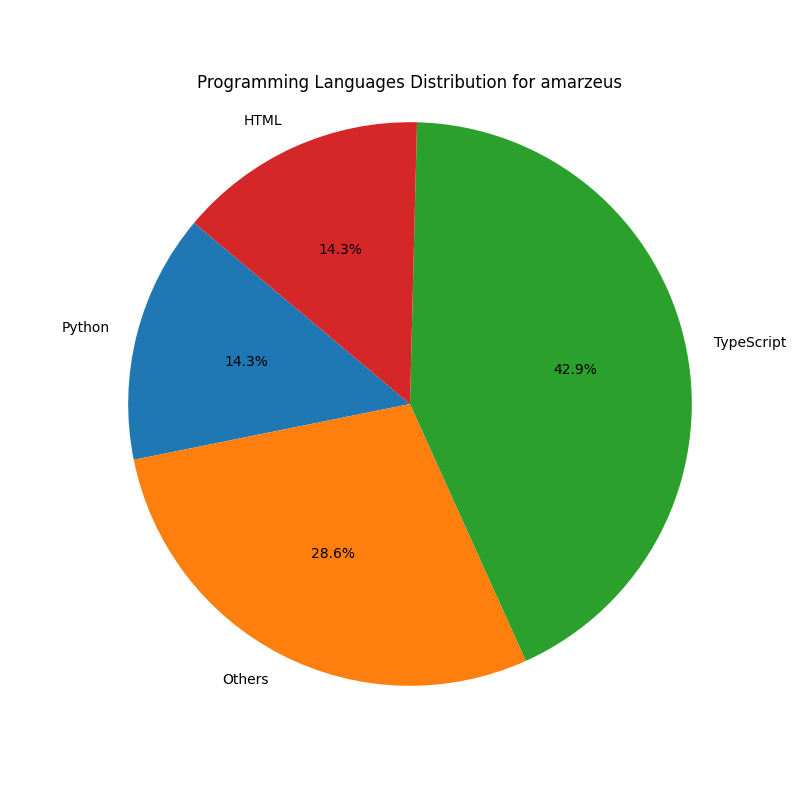 Programming Languages Distribution for amarzeus
HTML
14.3%
Python
14.3%
TypeScript
42.9%
28.6%
Others